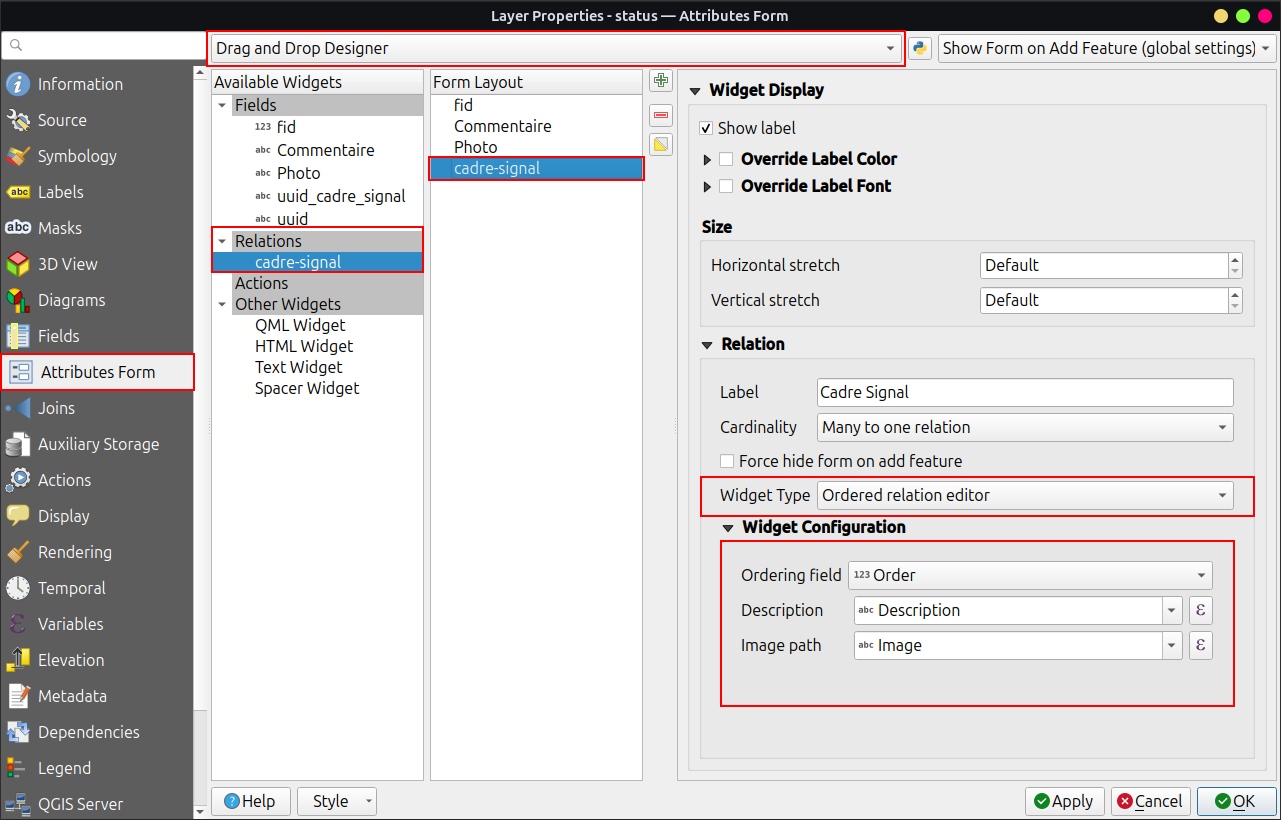 Layer Properties - status — Attributes Form
Drag and Drop Designer
Show Form on Add Feature (global settings)
Information
Source
Symbology
abc Labels
abc Masks
3D View
Diagrams
Fields
Attributes Form
Joins
Auxiliary Storage
Actions
Display
Rendering
Temporal
ε Variables
Elevation
Metadata
Dependencies
Legend
QGIS Server
Available Widgets
Fields
123 fid
abc Commentaire
abc Photo
abc uuid_cadre_signal
abc uuid
Relations
cadre-signal
Actions
Other Widgets
QML Widget
HTML Widget
Text Widget
Spacer Widget
Form Layout
fid
Commentaire
Photo
cadre-signal
Widget Display
Show label
Override Label Color
Override Label Font
Size
Horizontal stretch Default
Vertical stretch Default
Relation
Label Cadre Signal
Cardinality Many to one relation
Force hide form on add feature
Widget Type Ordered relation editor
Widget Configuration
Ordering field 123 Order
Description abc Description ε
Image path abc Image ε
Help Style Apply Cancel OK